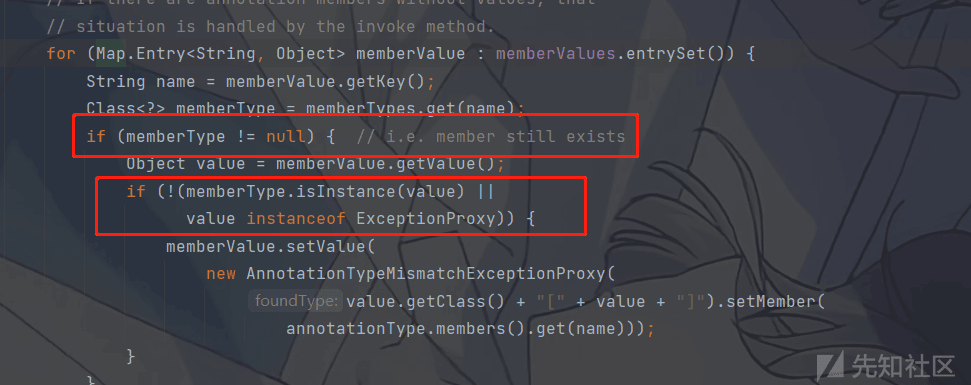 // If there are annotation members without values, that
// situation is handled by the invoke method.
for (Map.Entry<String, Object> memberValue : memberValues.entrySet()) {
String name = memberValue.getKey();
Class<?> memberType = memberTypes.get(name);
if (memberType != null) {  // i.e. member still exists
Object value = memberValue.getValue();
if (!(memberType.isInstance(value) ||
value instanceof ExceptionProxy)) {
memberValue.setValue(
new AnnotationTypeMismatchExceptionProxy(
foundType: value.getClass() + "[" + value + "]").setMember(
annotationType.members().get(name)));
}
}
先知社区